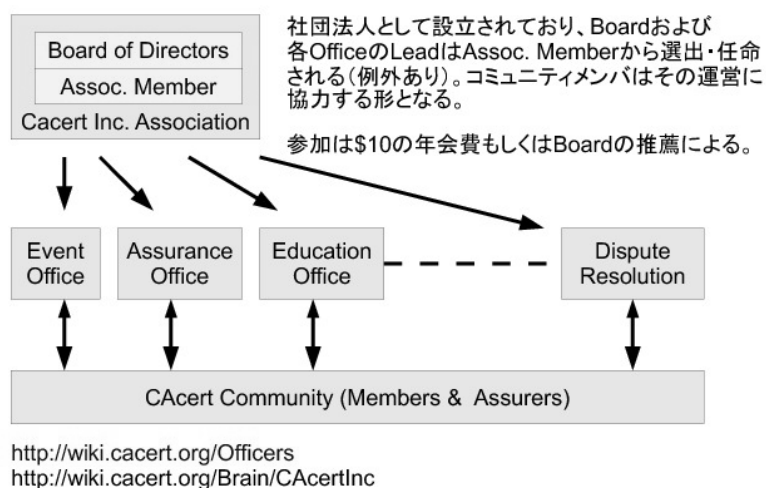 Board of Directors
Assoc. Member
Cacert Inc. Association
社団法人として設立されており、Boardおよび
各OfficeのLeadはAssoc. Memberから選出・任命
される(例外あり)。コミュニティメンバはその運営に
協力する形となる。
参加は$10の年会費もしくはBoardの推薦による。
Event
Office
Assurance
Office
Education
Office
Dispute
Resolution
CAcert Community (Members & Assurers)
http://wiki.cacert.org/Officers
http://wiki.cacert.org/Brain/CAcertInc